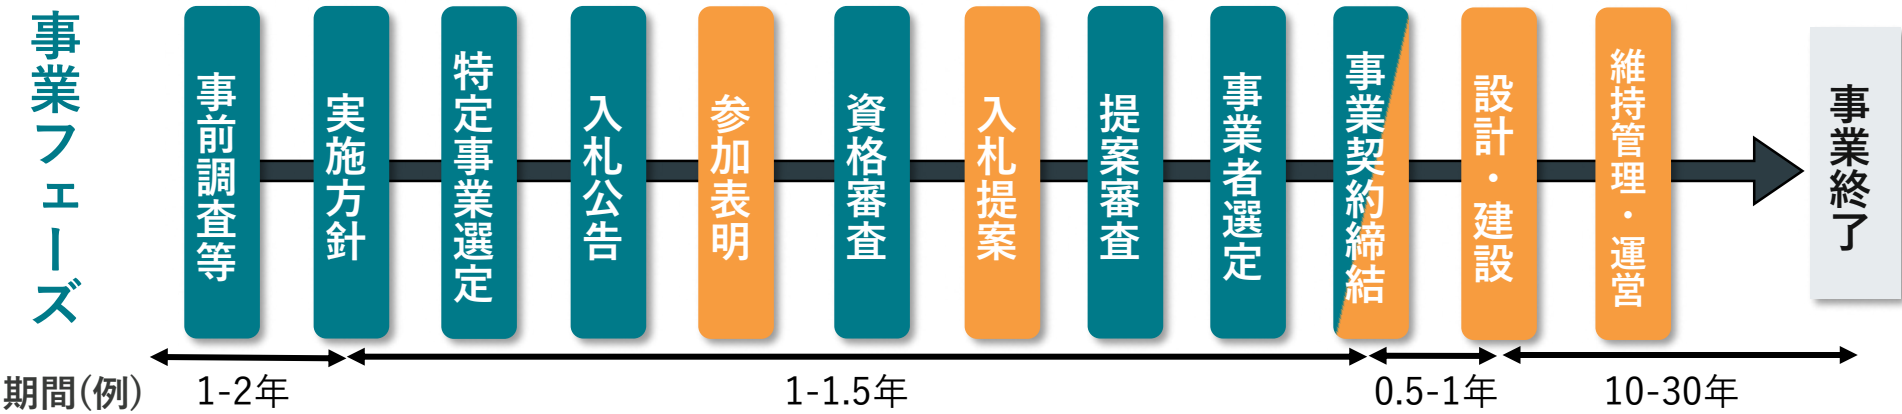 事業フェーズ
事前調査等
実施方針
特定事業選定
入札公告
参加表明
資格審査
入札提案
提案審査
事業者選定
事業契約締結
設計・建設
維持管理・運営
事業終了
期間(例)
1-2年
1-1.5年
0.5-1年
10-30年